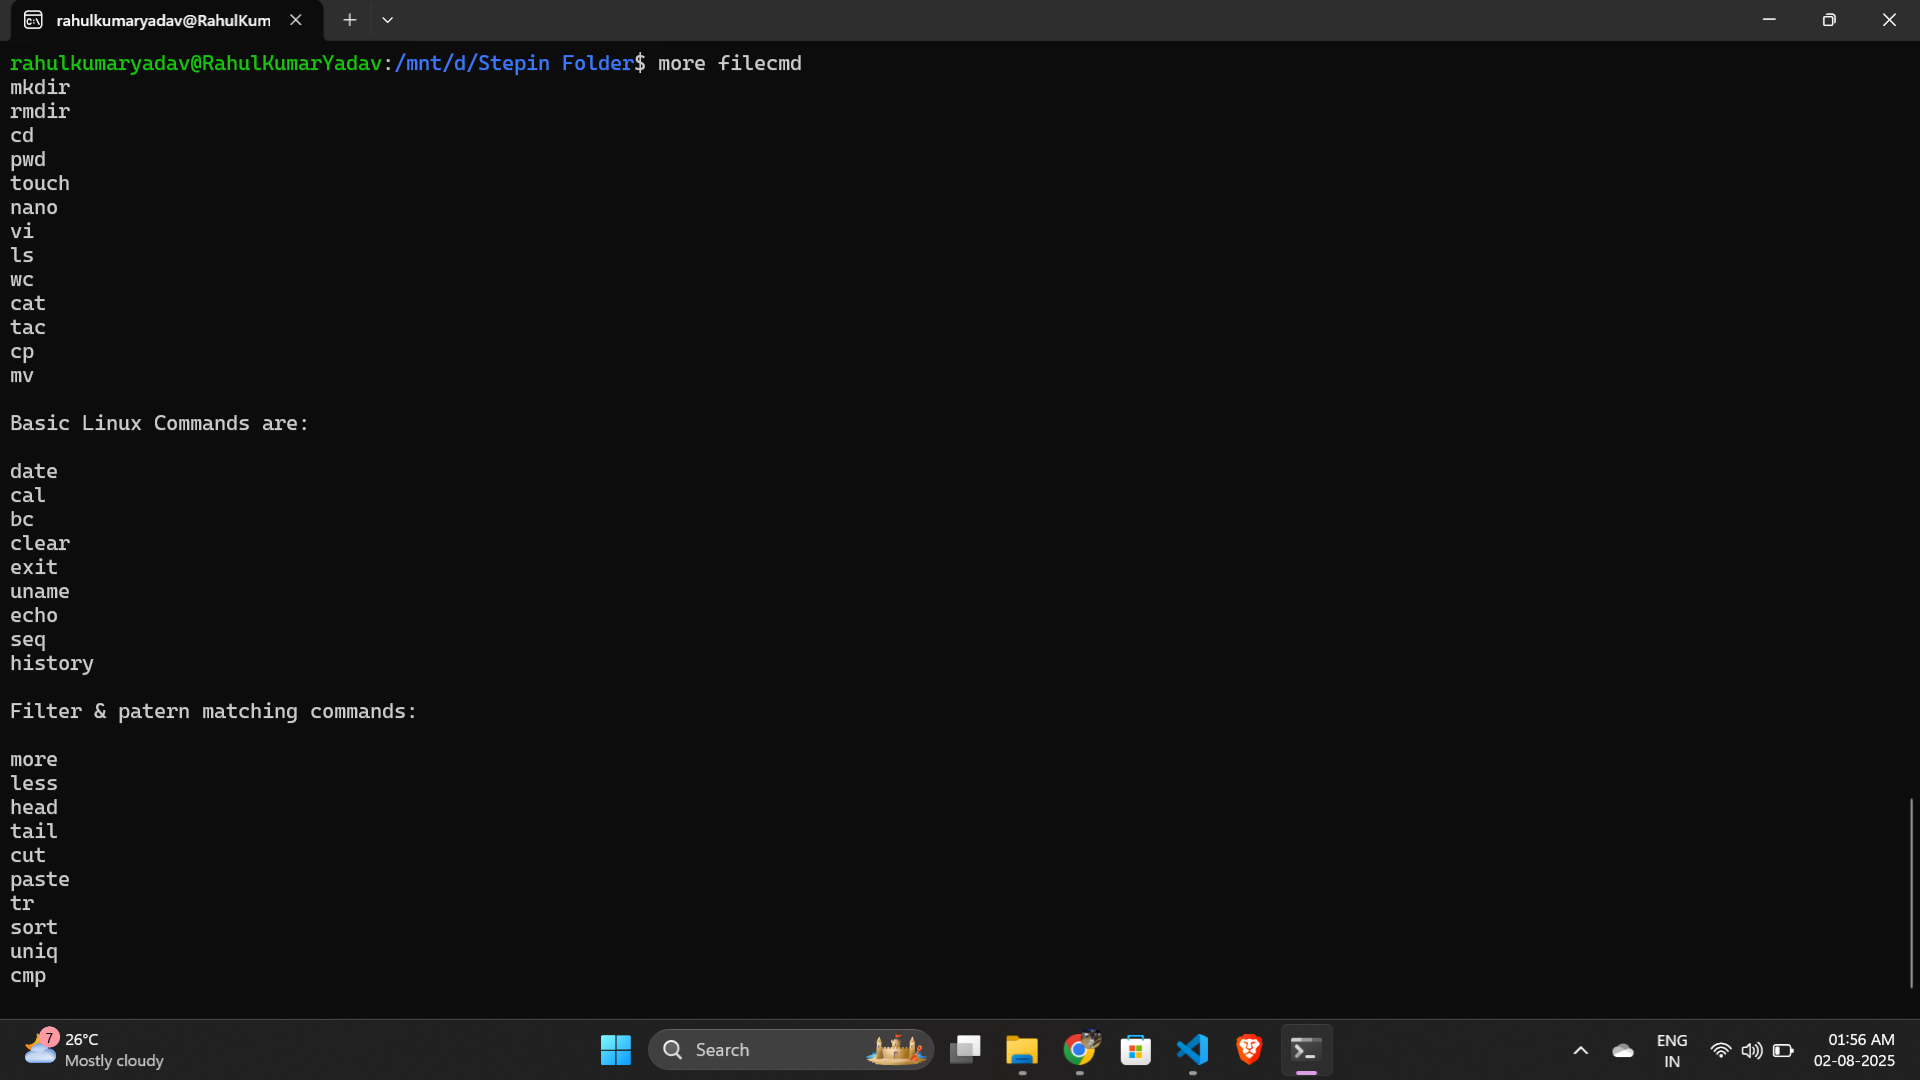 rahulkumaryadav@RahulKum
rahulkumaryadav@RahulKumarYadav:/mnt/d/Stepin Folder$ more filecmd
mkdir
rmdir
cd
pwd
touch
nano
vi
ls
wc
cat
tac
cp
mv
Basic Linux Commands are:
date
cal
bc
clear
exit
uname
echo
seq
history
Filter & patern matching commands:
more
less
head
tail
cut
paste
tr
sort
uniq
cmp
7
26°C
Mostly cloudy
Search
ENG
IN
01:56 AM
02-08-2025